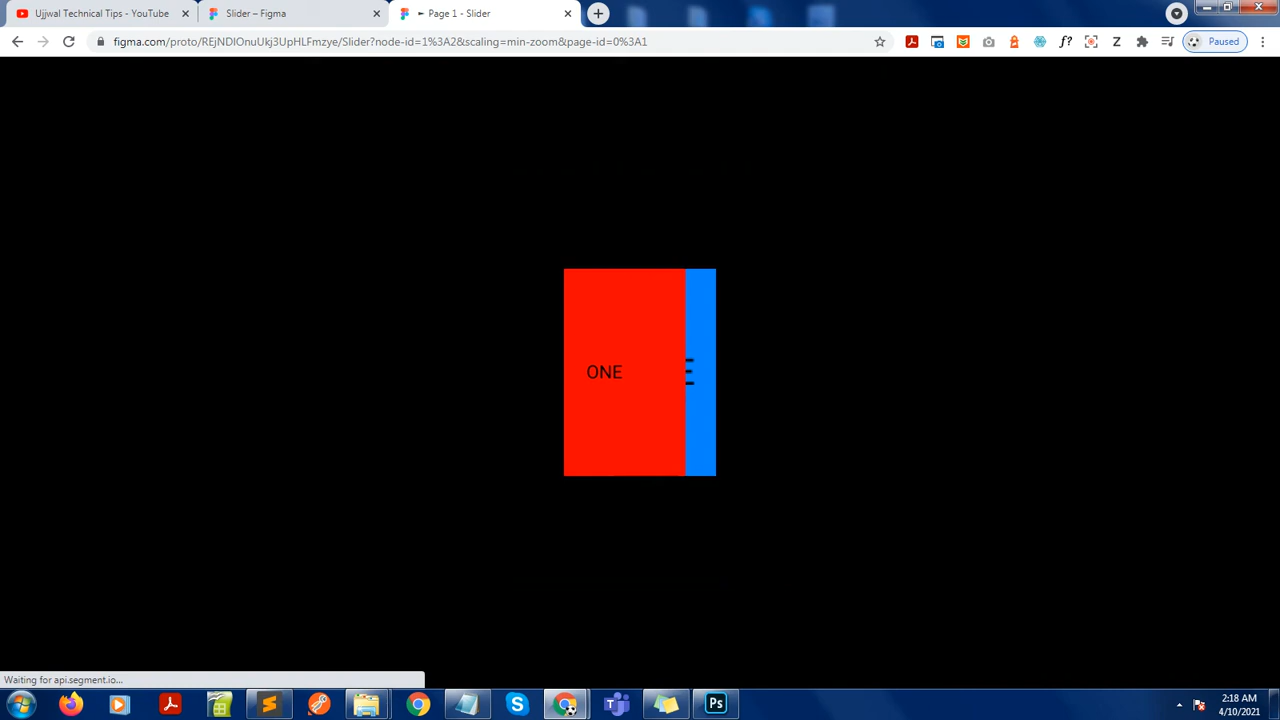 Ujjwal Technical Tips - YouTube
Slider – Figma
Page 1 - Slider
figma.com/proto/REjNDIOnuUkj3UpHLFmzye/Slider?node-id=1%3A2&scaling=min-zoom&page-id=0%3A1
f?
Z
Paused
ONE
E
Waiting for api.segment.io...
S
Ps
2:18 AM
4/10/2021